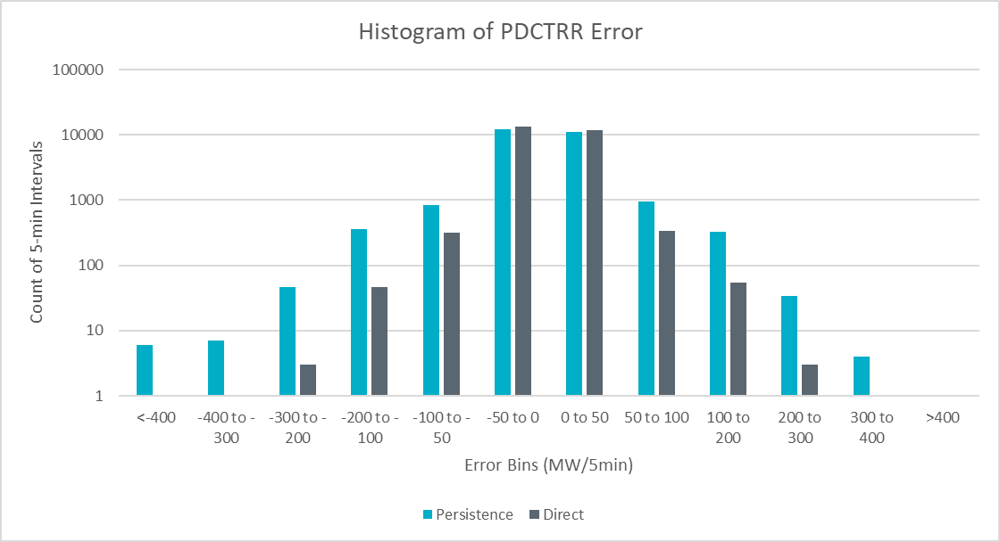 Histogram of PDCTRR Error
Count of 5-min Intervals
100000
10000
1000
100
10
1
<-400
-400 to -
300
-300 to -
200
-200 to -
100
-100 to -
50
-50 to 0
0 to 50
50 to 100
100 to
200
200 to
300
300 to
400
>400
Error Bins (MW/5min)
Persistence
Direct